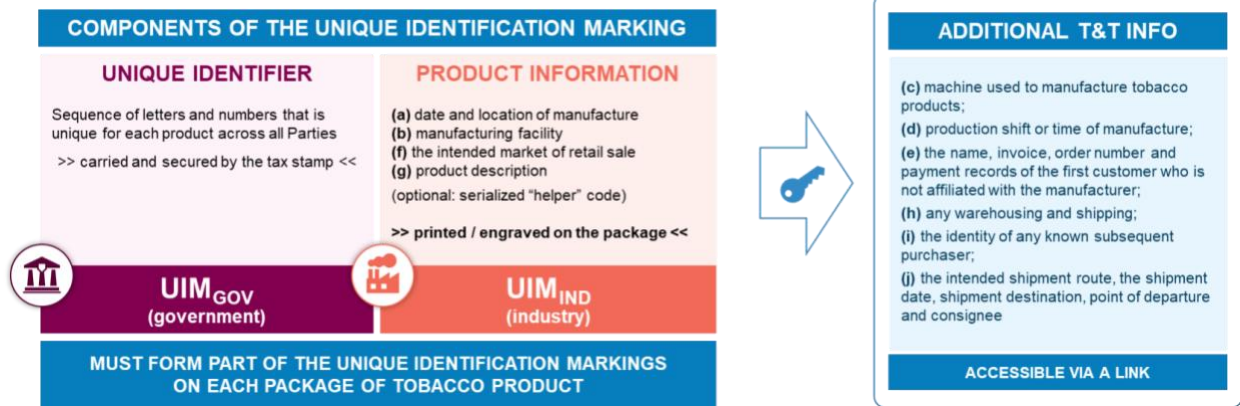 COMPONENTS OF THE UNIQUE IDENTIFICATION MARKING
UNIQUE IDENTIFIER
Sequence of letters and numbers that is
unique for each product across all Parties
>> carried and secured by the tax stamp <<
UIMGOV
(government)
PRODUCT INFORMATION
(a) date and location of manufacture
(b) manufacturing facility
(f) the intended market of retail sale
(g) product description
(optional: serialized “helper” code)
>> printed / engraved on the package <<
UIMIND
(industry)
MUST FORM PART OF THE UNIQUE IDENTIFICATION MARKINGS
ON EACH PACKAGE OF TOBACCO PRODUCT
ADDITIONAL T&T INFO
(c) machine used to manufacture tobacco
products;
(d) production shift or time of manufacture;
(e) the name, invoice, order number and
payment records of the first customer who is
not affiliated with the manufacturer;
(h) any warehousing and shipping;
(i) the identity of any known subsequent
purchaser;
(j) the intended shipment route, the shipment
date, shipment destination, point of departure
and consignee
ACCESSIBLE VIA A LINK